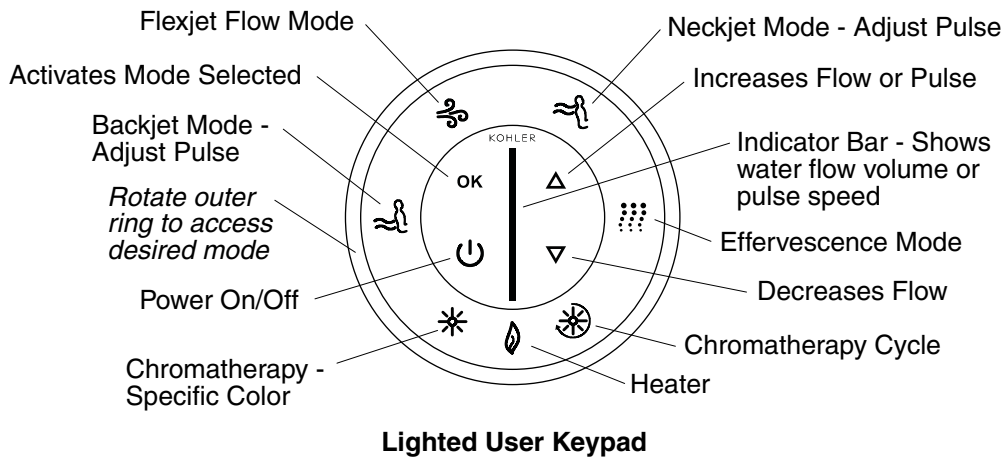 Flexjet Flow Mode
Neckjet Mode - Adjust Pulse
Activates Mode Selected
Increases Flow or Pulse
Backjet Mode -
Adjust Pulse
KOHLER
Indicator Bar - Shows
water flow volume or
pulse speed
OK
Rotate outer
ring to access
desired mode
Effervescence Mode
Power On/Off
Decreases Flow
Chromatherapy -
Specific Color
Chromatherapy Cycle
Heater
Lighted User Keypad